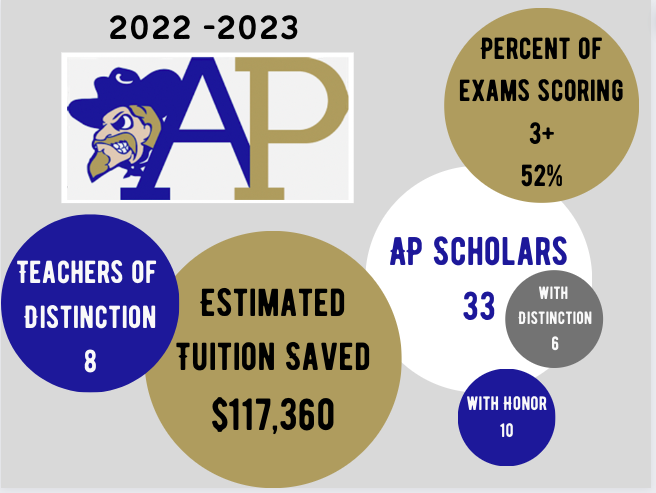 2022 -2023
AP
Percent of
exams scoring
3+
52%
AP Scholars
33
with
Distinction
6
with Honor
10
Teachers of
Distinction
8
Estimated
Tuition saved
$117,360